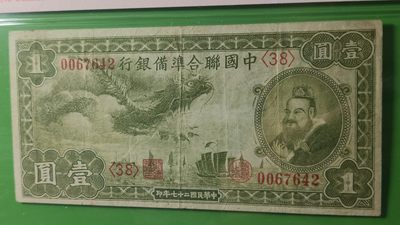 壹圓
〈38〉
中國聯合準備銀行
0067642
1
壹圓
〈38〉
0067642
1
中華民國二十七年印